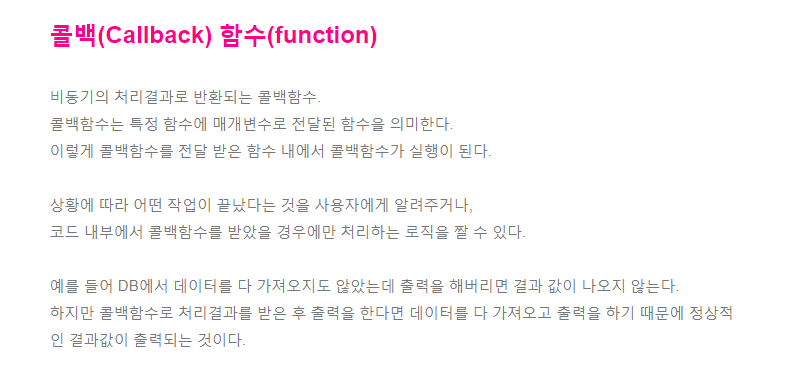 콜백(Callback) 함수(function)
비동기의 처리결과로 반환되는 콜백함수.
콜백함수는 특정 함수에 매개변수로 전달된 함수을 의미한다.
이렇게 콜백함수를 전달 받은 함수 내에서 콜백함수가 실행이 된다.
상황에 따라 어떤 작업이 끝났다는 것을 사용자에게 알려주거나,
코드 내부에서 콜백함수를 받았을 경우에만 처리하는 로직을 짤 수 있다.
예를 들어 DB에서 데이터를 다 가져오지도 않았는데 출력을 해버리면 결과 값이 나오지 않는다.
하지만 콜백함수로 처리결과를 받은 후 출력을 한다면 데이터를 다 가져오고 출력을 하기 때문에 정상적
인 결과값이 출력되는 것이다.